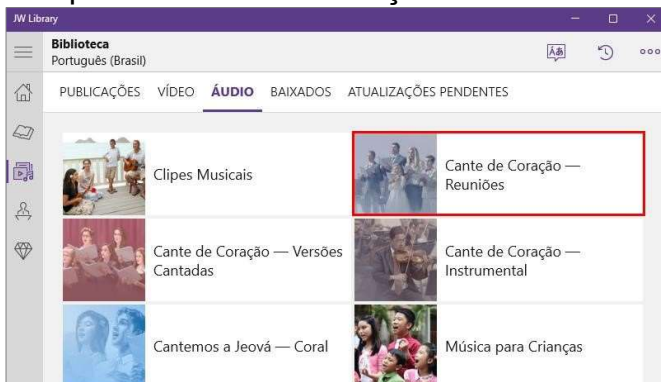 JW Library
Biblioteca
Português (Brasil)
PUBLICAÇÕES VÍDEO ÁUDIO BAIXADOS ATUALIZAÇÕES PENDENTES
Clipes Musicais
Cante de Coração —
Reuniões
Cante de Coração — Versões
Cantadas
Cante de Coração —
Instrumental
Cantemos a Jeová — Coral
Música para Crianças